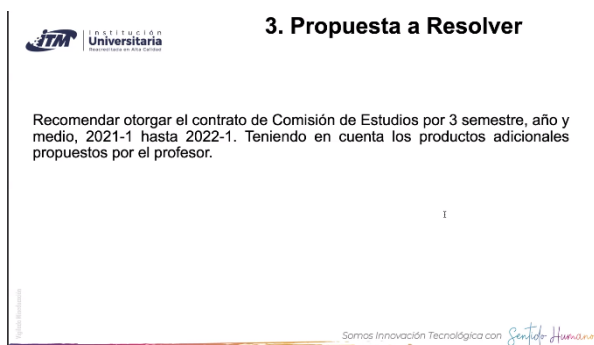 3. Propuesta a Resolver
iTM
Institución
Universitaria
Reacreditada en Alta Calidad
Recomendar otorgar el contrato de Comisión de Estudios por 3 semestre, año y
medio, 2021-1 hasta 2022-1. Teniendo en cuenta los productos adicionales
propuestos por el profesor.
Somos Innovación Tecnológica con Sentido Humano